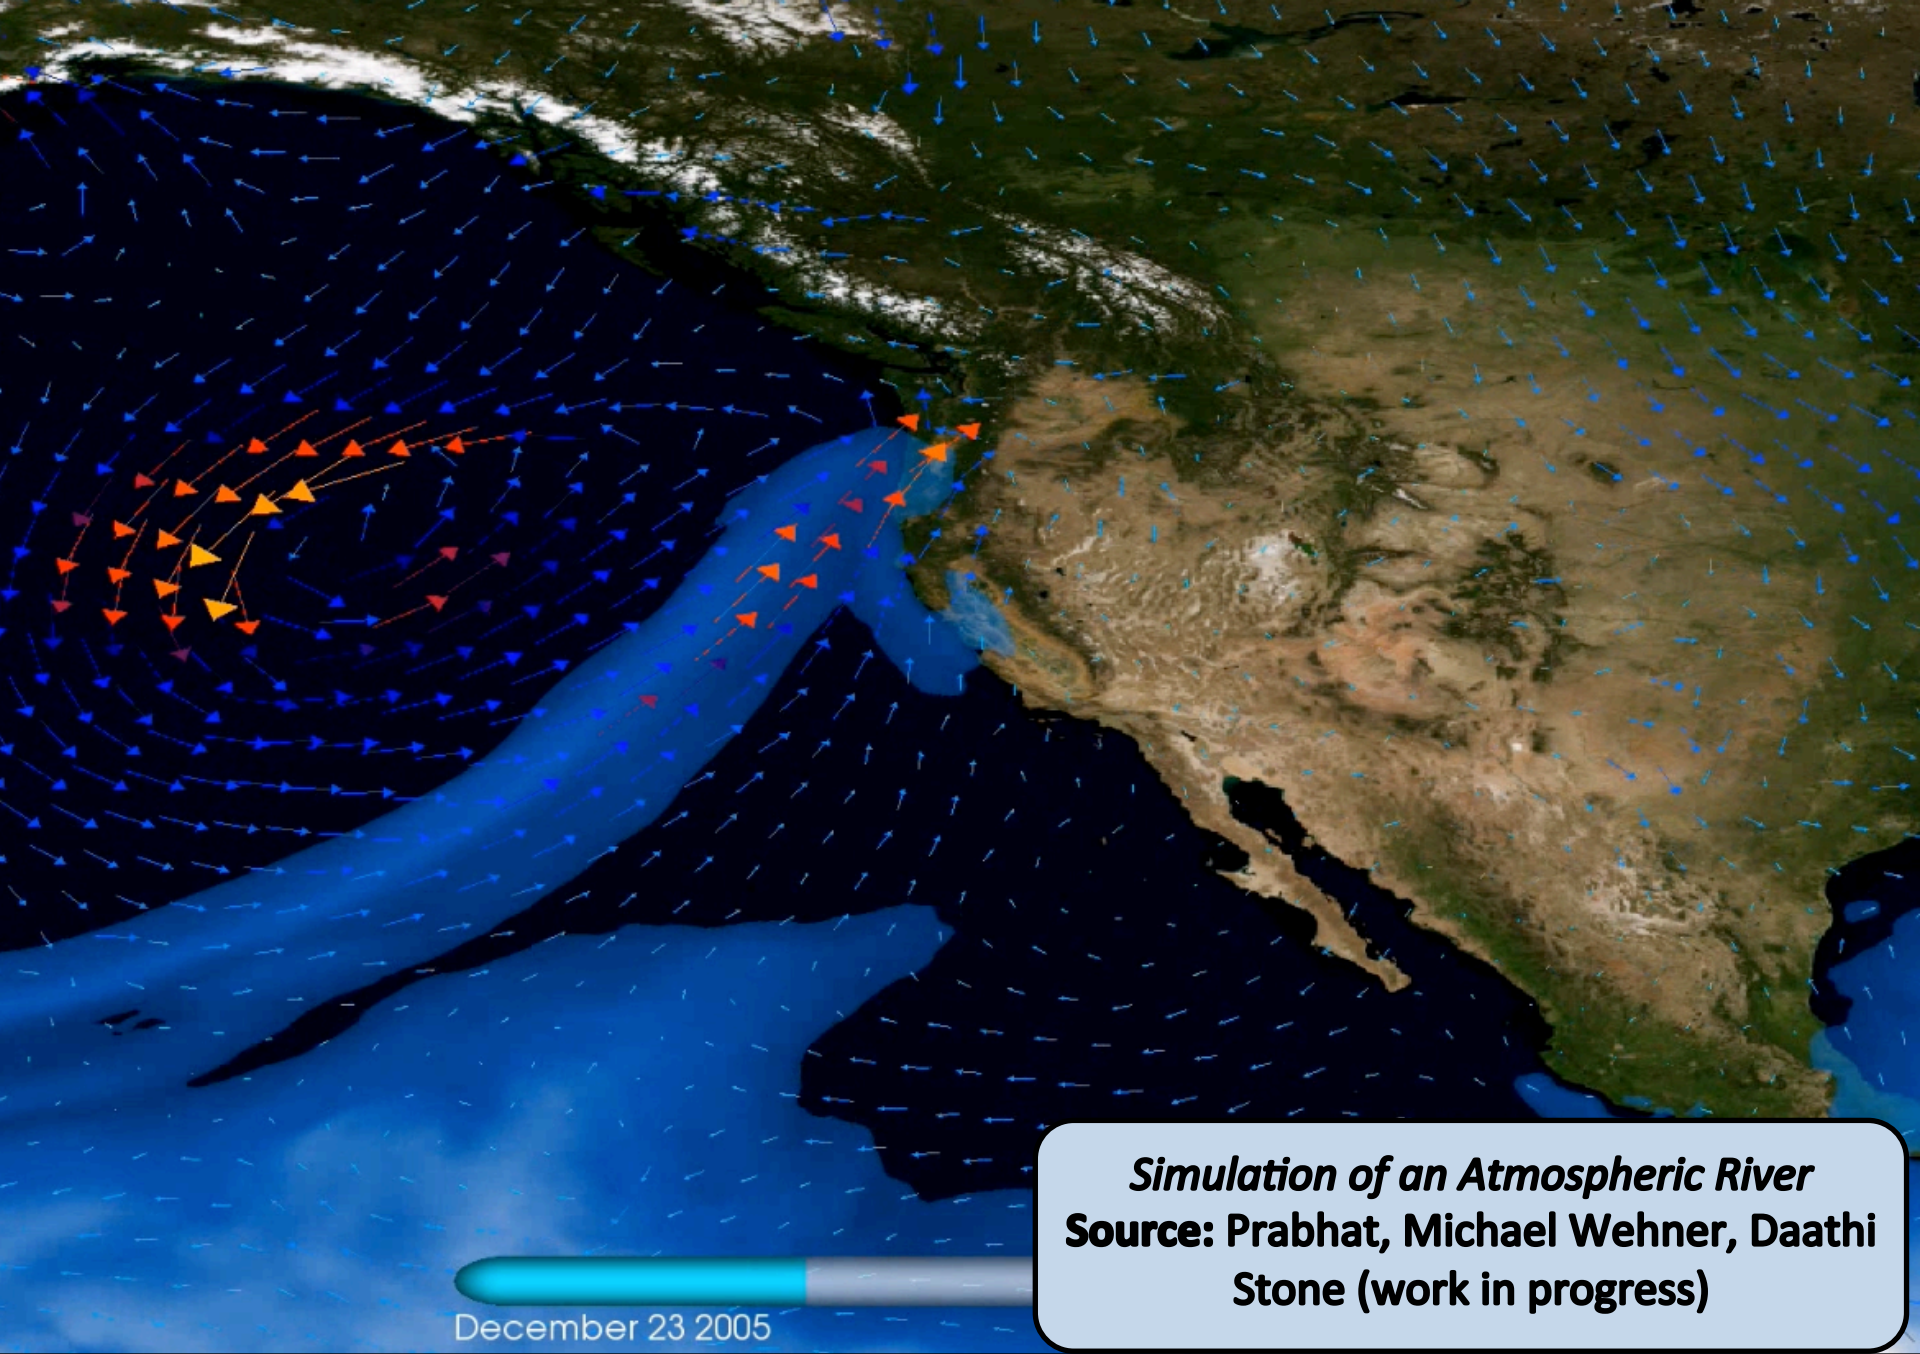 Simulation of an Atmospheric River
Source: Prabhat, Michael Wehner, Daathi
Stone (work in progress)
December 23 2005